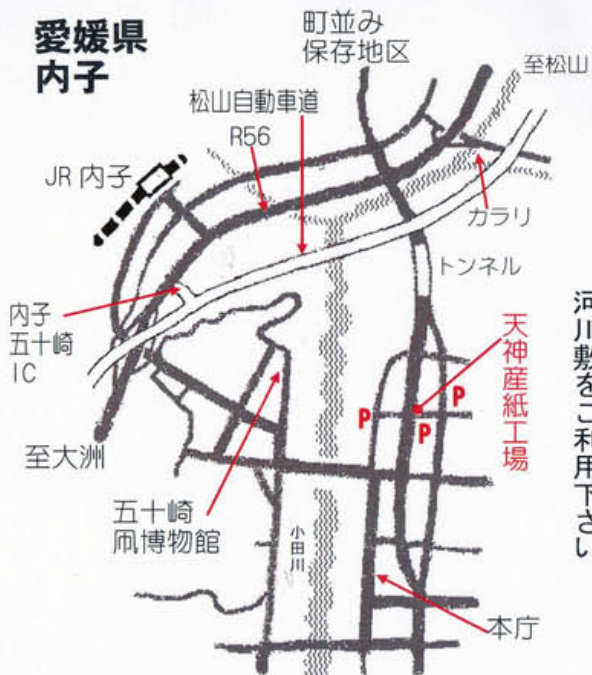 愛媛県
内子
町並み
保存地区
至松山
松山自動車道
R56
JR内子
カラリ
トンネル
内子
五十崎
IC
天神産紙工場
P
P
P
河川敷をご利用下さい
至大洲
五十崎
凧博物館
小田川
本庁